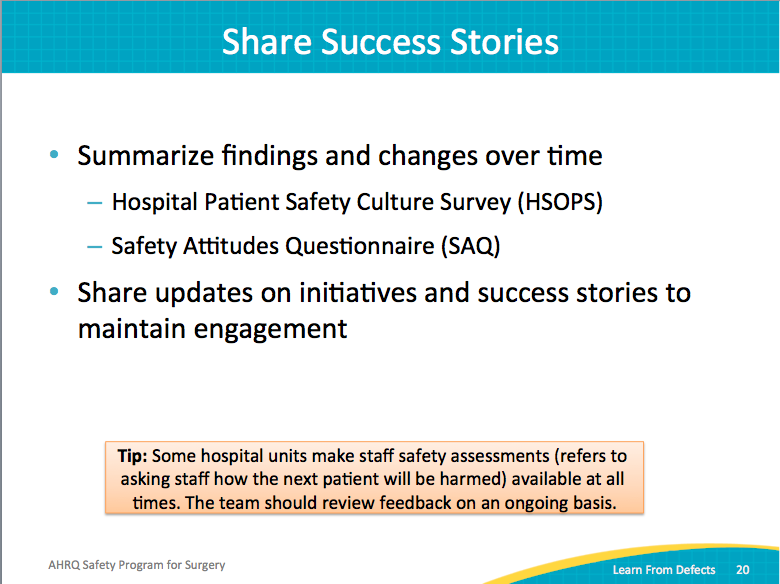 Share Success Stories
• Summarize findings and changes over time
– Hospital Patient Safety Culture Survey (HSOPS)
– Safety Attitudes Questionnaire (SAQ)
• Share updates on initiatives and success stories to
maintain engagement
Tip: Some hospital units make staff safety assessments (refers to
asking staff how the next patient will be harmed) available at all
times. The team should review feedback on an ongoing basis.
AHRQ Safety Program for Surgery
Learn From Defects 20